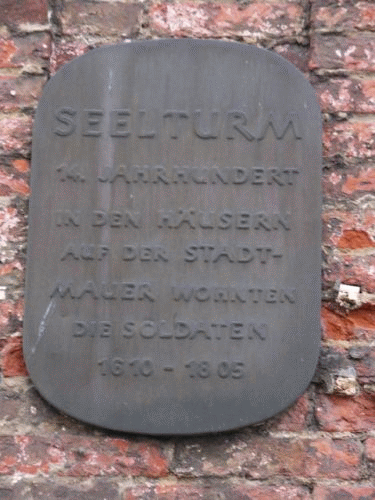 SEELTURM
14. JAHRHUNDERT
IN DEN HÄUSERN
AUF DER STADT-
MAUER WOHNTEN
DIE SOLDATEN
1610 - 1805